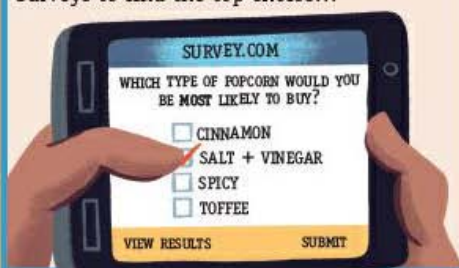 SURVEY.COM
WHICH TYPE OF POPCORN WOULD YOU
BE MOST LIKELY TO BUY?
CINNAMON
SALT + VINEGAR
SPICY
TOFFEE
VIEW RESULTS SUBMIT